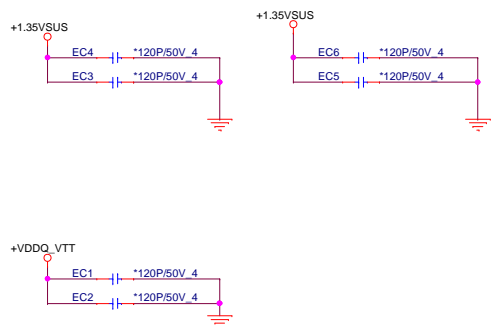 +1.35VSUS
EC4 *120P/50V_4
EC3 *120P/50V_4
+1.35VSUS
EC6 *120P/50V_4
EC5 *120P/50V_4
+VDDQ_VTT
EC1 *120P/50V_4
EC2 *120P/50V_4